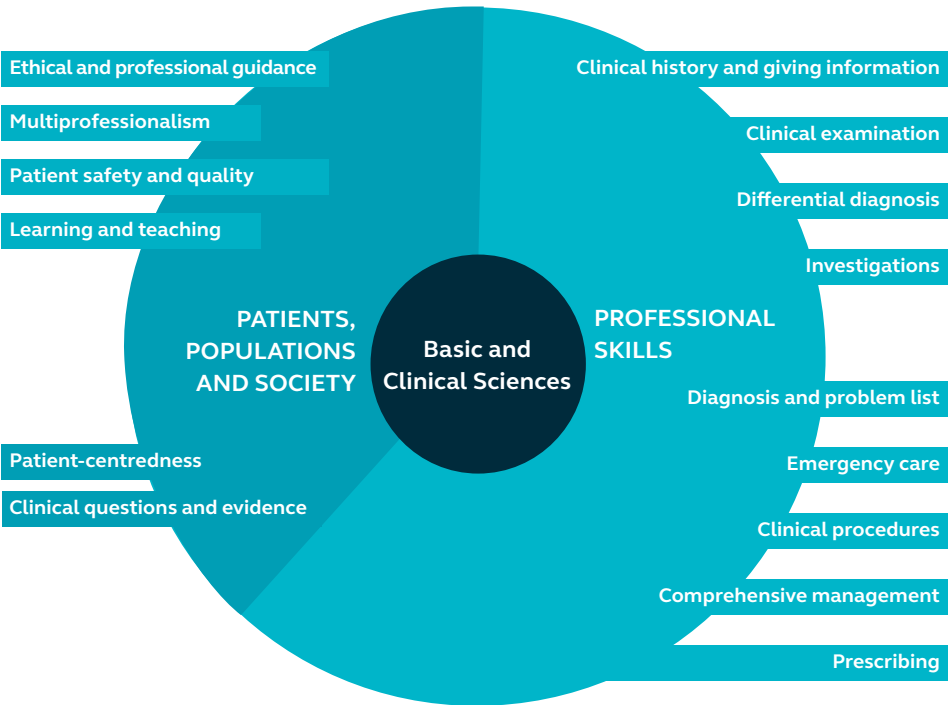 Ethical and professional guidance
Multiprofessionalism
Patient safety and quality
Learning and teaching
PATIENTS,
POPULATIONS
AND SOCIETY
Patient-centredness
Clinical questions and evidence
Basic and
Clinical Sciences
Clinical history and giving information
Clinical examination
Differential diagnosis
Investigations
PROFESSIONAL
SKILLS
Diagnosis and problem list
Emergency care
Clinical procedures
Comprehensive management
Prescribing